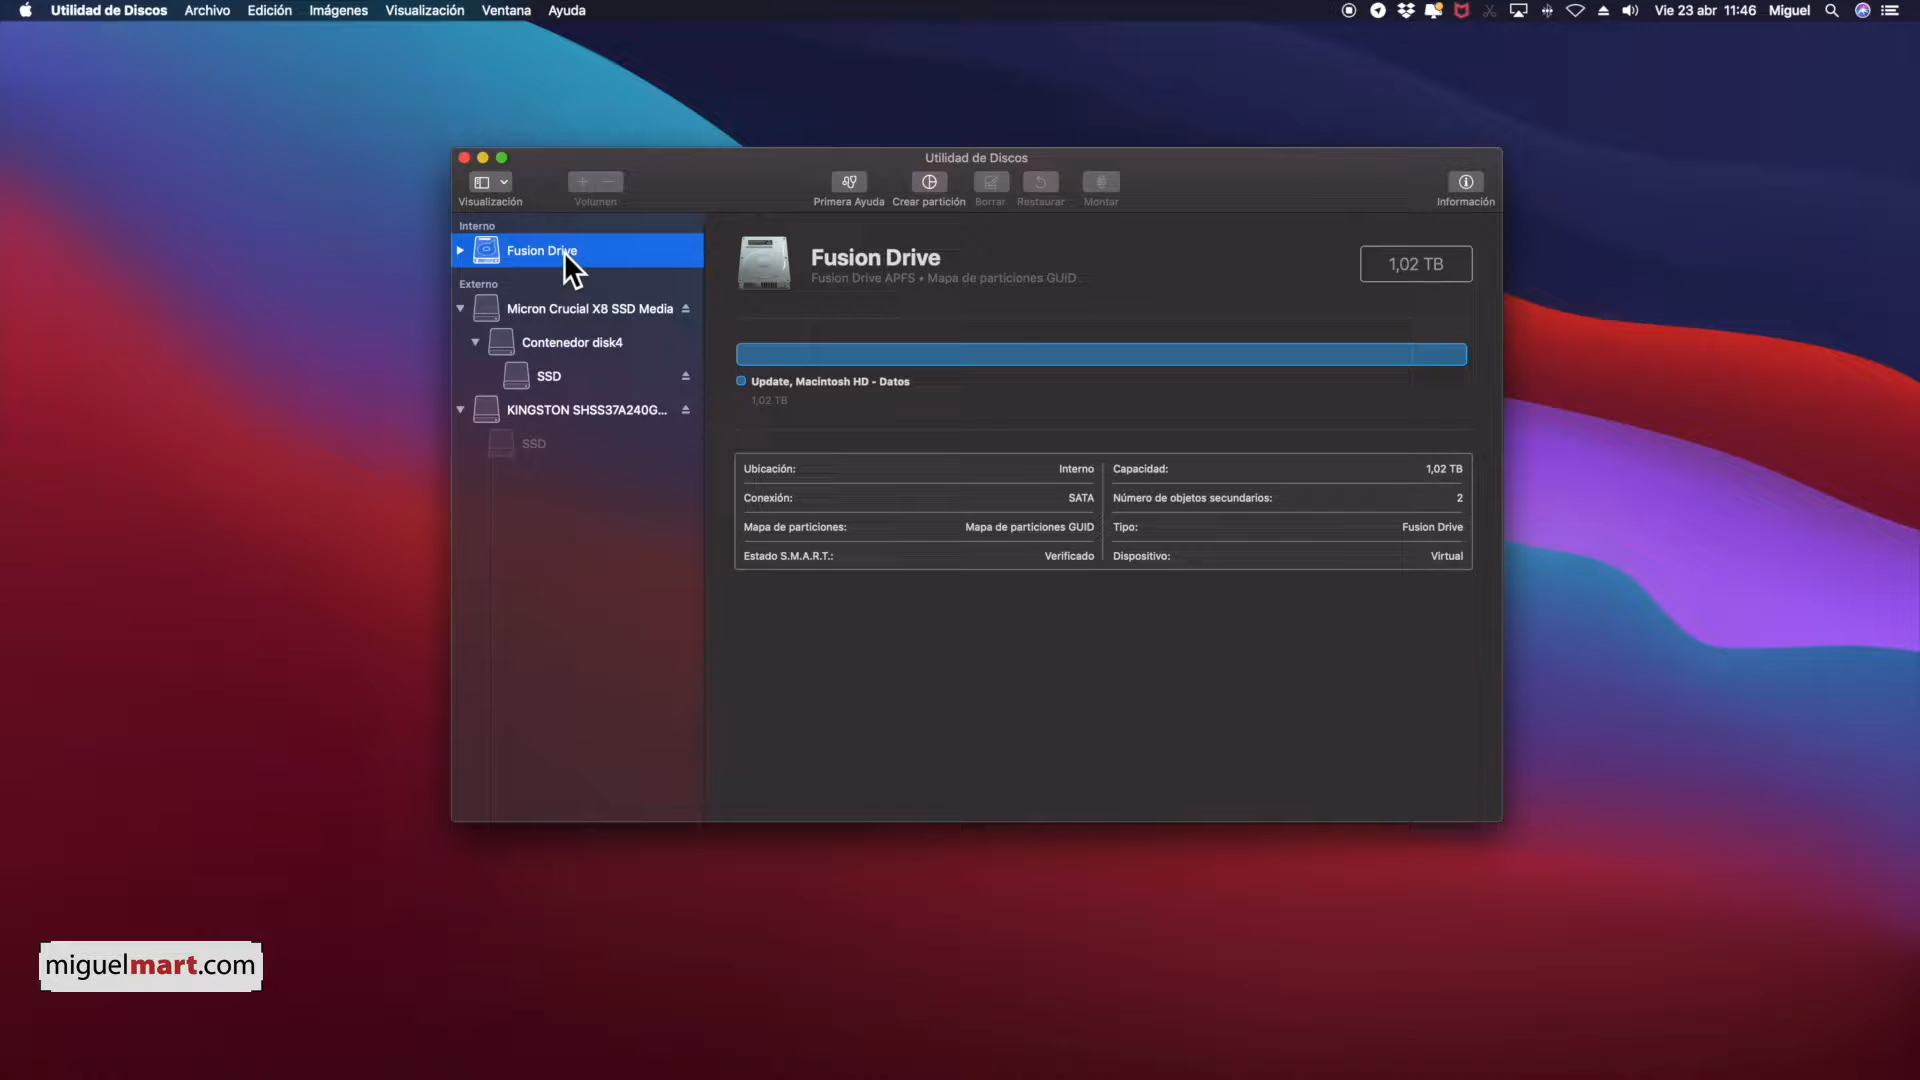 Utilidad de Discos Archivo Edición Imágenes Visualización Ventana Ayuda Vie 23 abr 11:46 Miguel
Utilidad de Discos
Visualización Volumen Primera Ayuda Crear partición Borrar Restaurar Montar Información
Interno
Fusion Drive
Externo
Micron Crucial X8 SSD Media
Contenedor disk4
SSD
KINGSTON SHSS37A240G...
SSD
Fusion Drive
Fusion Drive APFS • Mapa de particiones GUID
1,02 TB
Update, Macintosh HD - Datos
1,02 TB
Ubicación: Interno
Capacidad: 1,02 TB
Conexión: SATA
Número de objetos secundarios: 2
Mapa de particiones: Mapa de particiones GUID
Tipo: Fusion Drive
Estado S.M.A.R.T.: Verificado
Dispositivo: Virtual
miguelmart.com